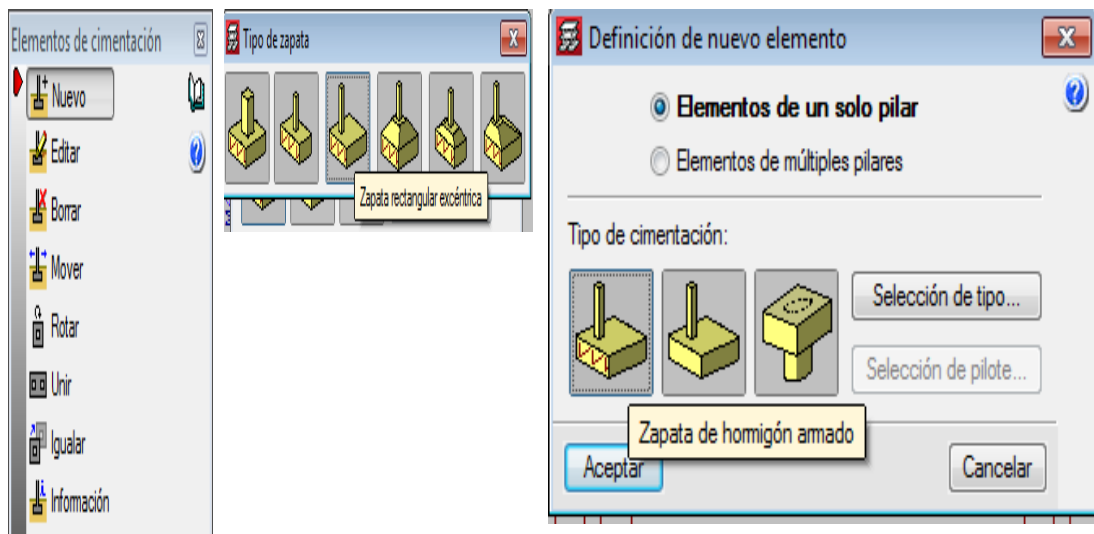 Elementos de cimentación
Nuevo
Editar
Borrar
Mover
Rotar
Unir
Igualar
Información
Tipo de zapata
Zapata rectangular excéntrica
Definición de nuevo elemento
Elementos de un solo pilar
Elementos de múltiples pilares
Tipo de cimentación:
Selección de tipo...
Selección de pilote...
Zapata de hormigón armado
Aceptar
Cancelar